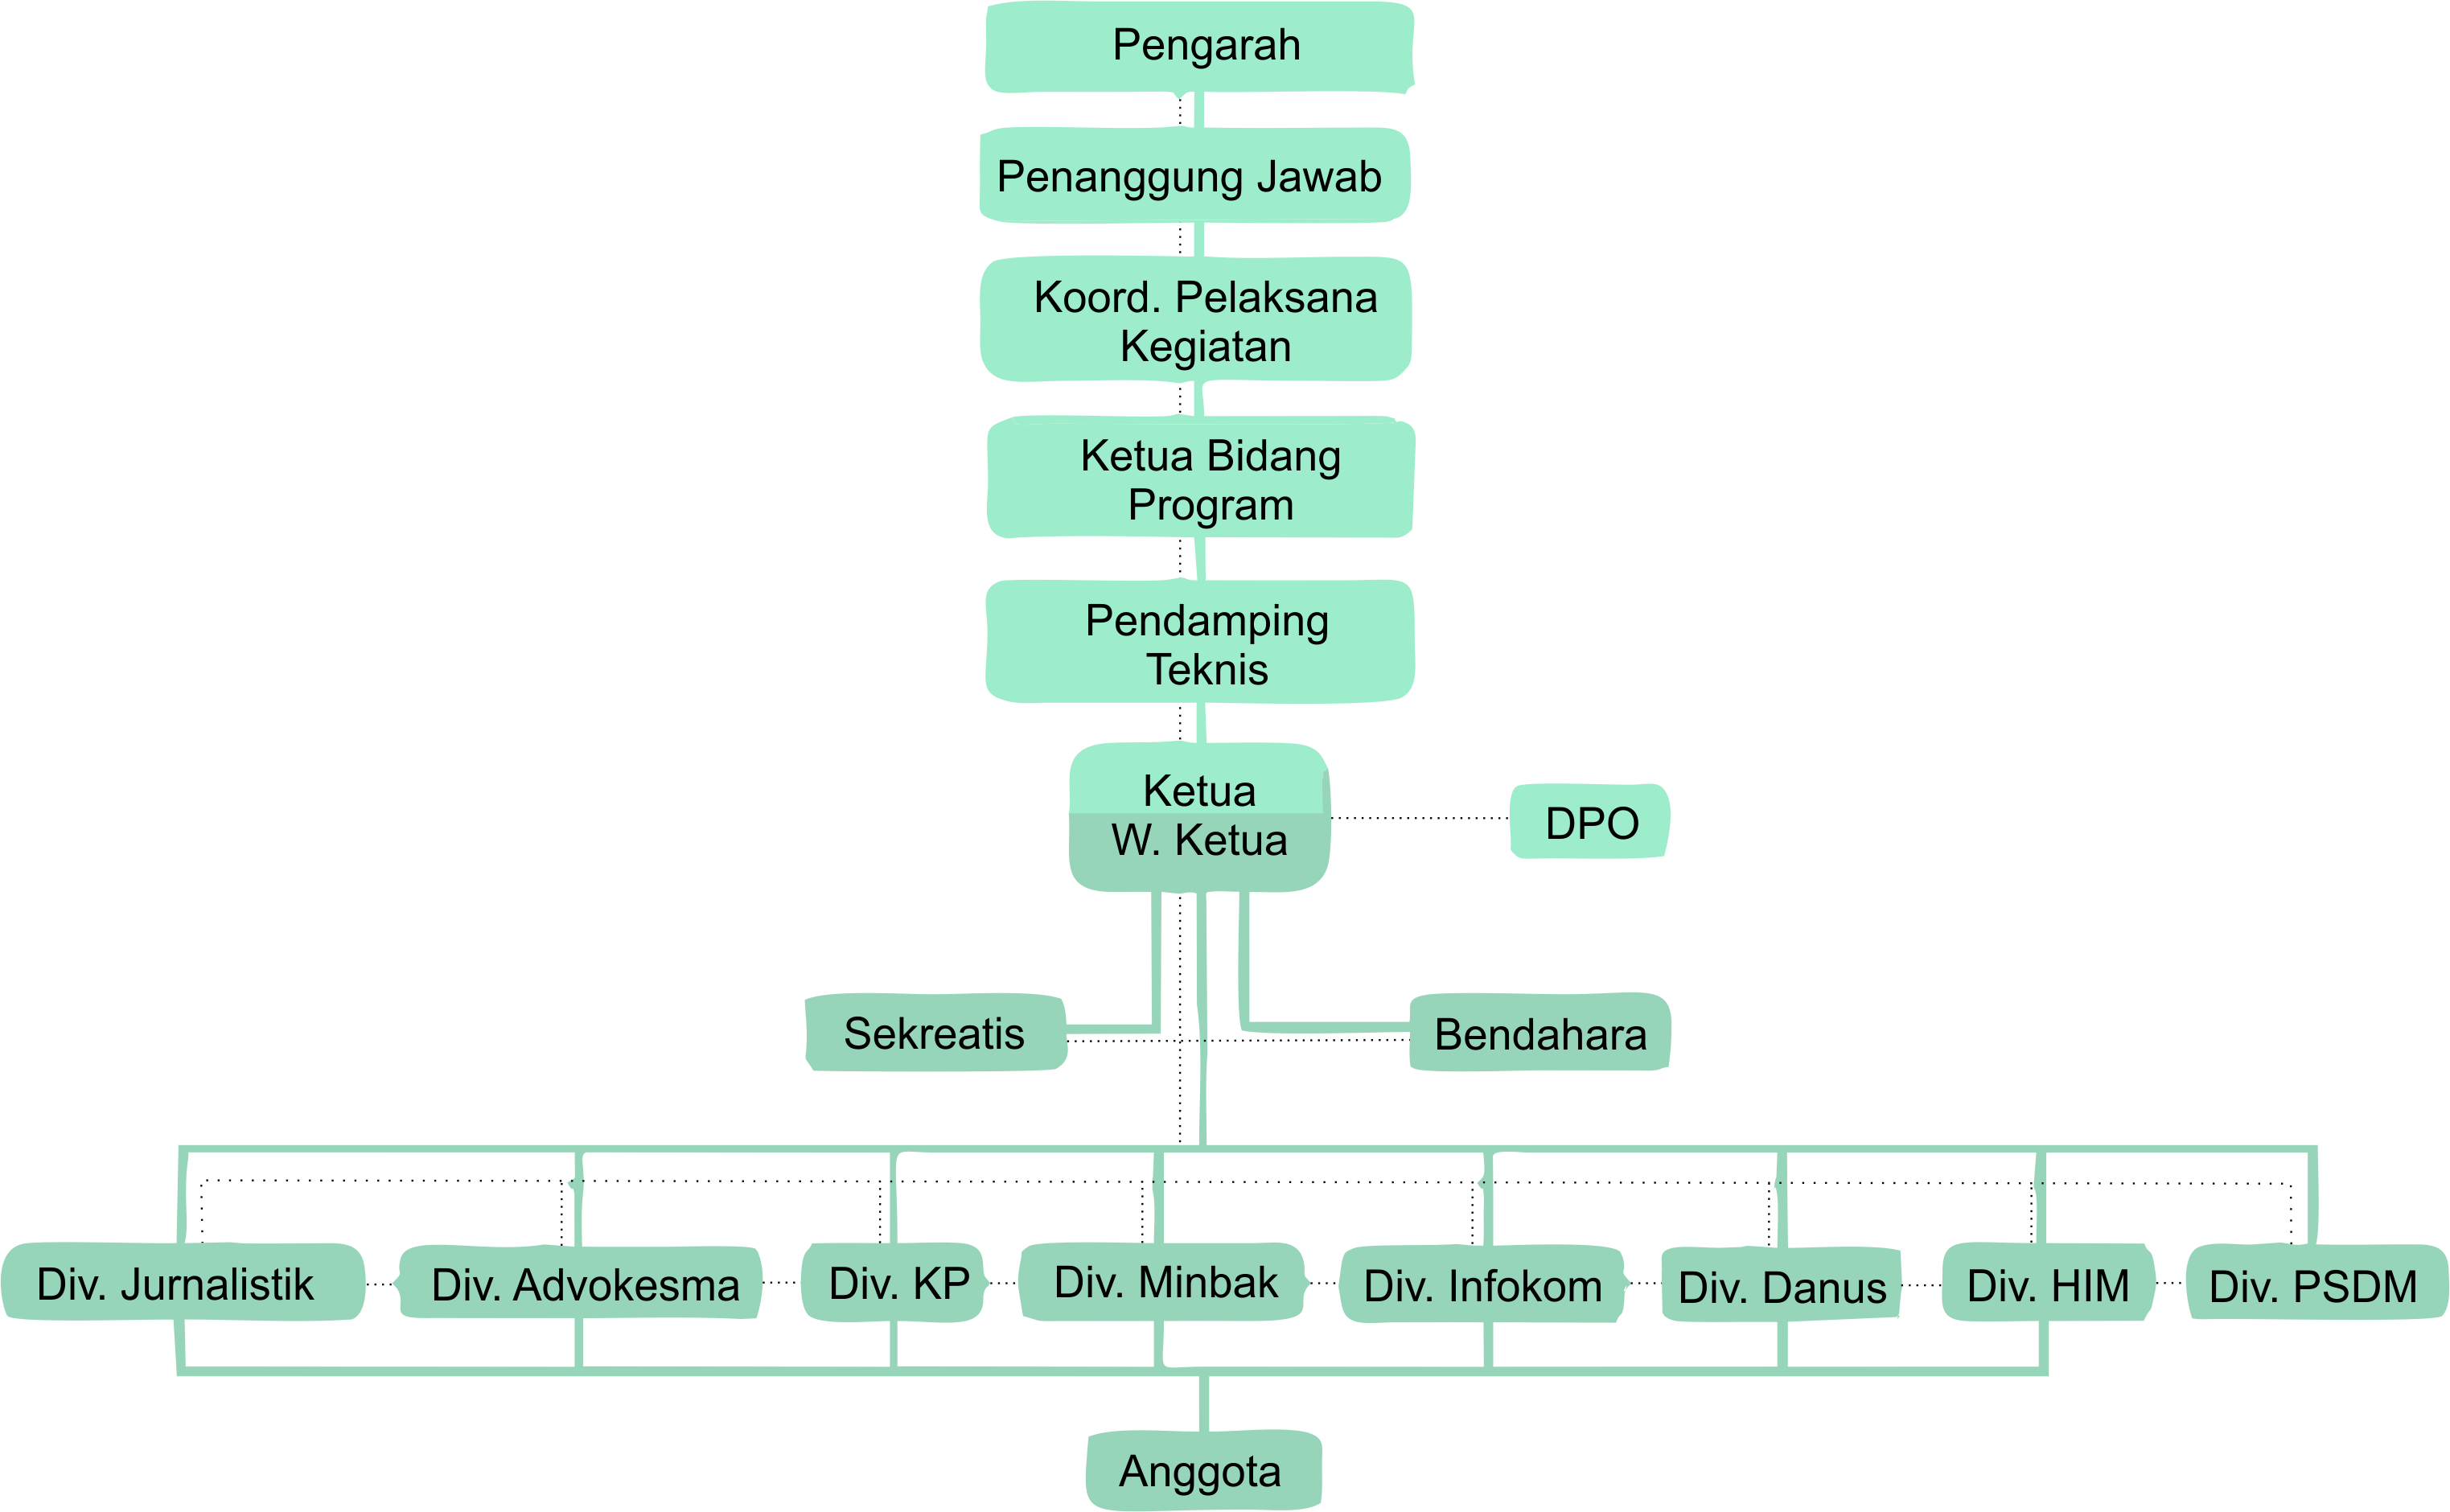 Pengarah
Penanggung Jawab
Koord. Pelaksana
Kegiatan
Ketua Bidang
Program
Pendamping
Teknis
Ketua
W. Ketua
DPO
Sekreatis
Bendahara
Div. Jurnalistik
Div. Advokesma
Div. KP
Div. Minbak
Div. Infokom
Div. Danus
Div. HIM
Div. PSDM
Anggota